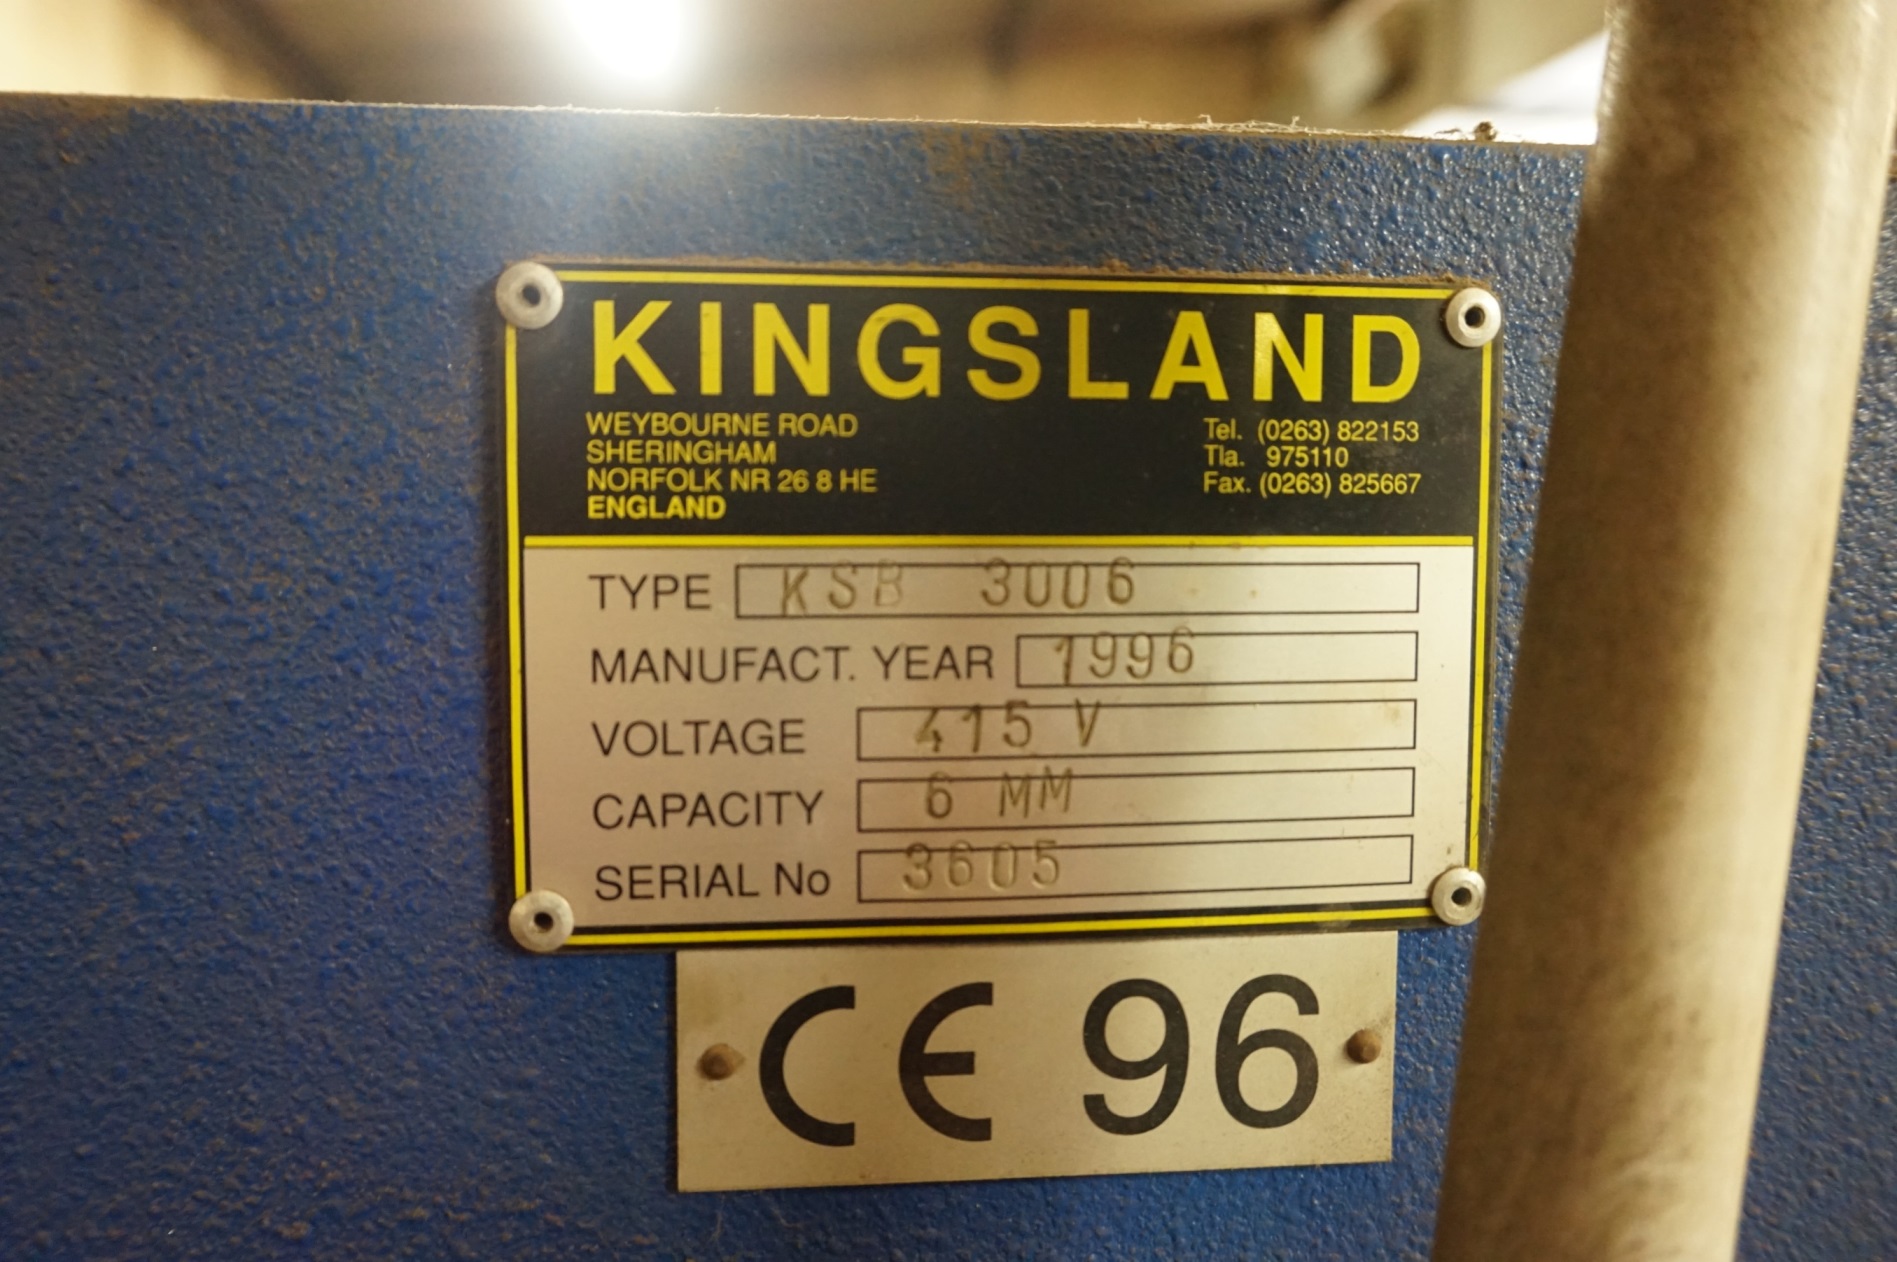 KINGSLAND
WEYBOURNE ROAD
SHERINGHAM
NORFOLK NR 26 8 HE
ENGLAND
Tel. (0263) 822153
Tla. 975110
Fax. (0263) 825667
TYPE KSB 3006
MANUFACT. YEAR 1996
VOLTAGE 415 V
CAPACITY 6 MM
SERIAL No 3605
CE 96